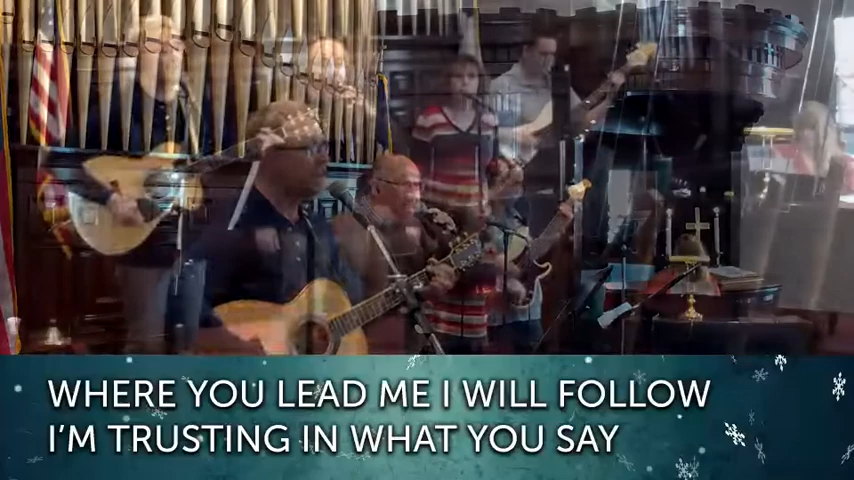 WHERE YOU LEAD ME I WILL FOLLOW
I'M TRUSTING IN WHAT YOU SAY